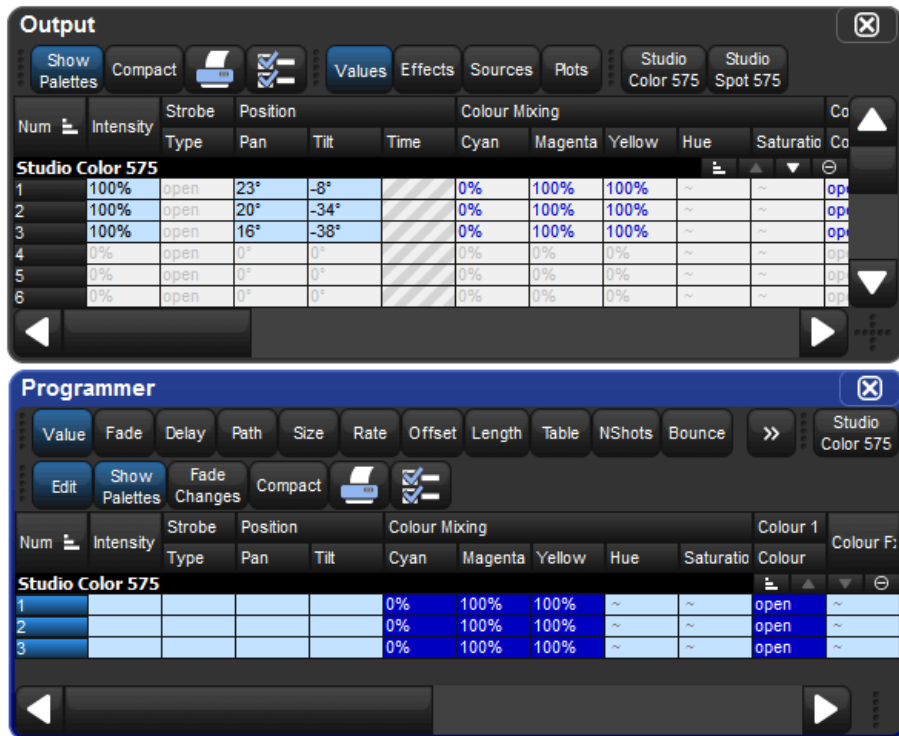 Output
Show Palettes Compact Values Effects Sources Plots Studio Color 575 Studio Spot 575
Num Intensity Strobe Position Colour Mixing Co
Type Pan Tilt Time Cyan Magenta Yellow Hue Saturatio Co
Studio Color 575
1 100% open 23° -8° 0% 100% 100% ~ ~ ope
2 100% open 20° -34° 0% 100% 100% ~ ~ ope
3 100% open 16° -38° 0% 100% 100% ~ ~ ope
4 0% open 0° 0° 0% 0% 0% ~ ~ ope
5 0% open 0° 0° 0% 0% 0% ~ ~ ope
6 0% open 0° 0° 0% 0% 0% ~ ~ ope
Programmer
Value Fade Delay Path Size Rate Offset Length Table NShots Bounce » Studio Color 575
Edit Show Palettes Fade Changes Compact
Num Intensity Strobe Position Colour Mixing Colour 1 Colour F
Type Pan Tilt Cyan Magenta Yellow Hue Saturatio Colour
Studio Color 575
1 0% 100% 100% ~ ~ open ~
2 0% 100% 100% ~ ~ open ~
3 0% 100% 100% ~ ~ open ~